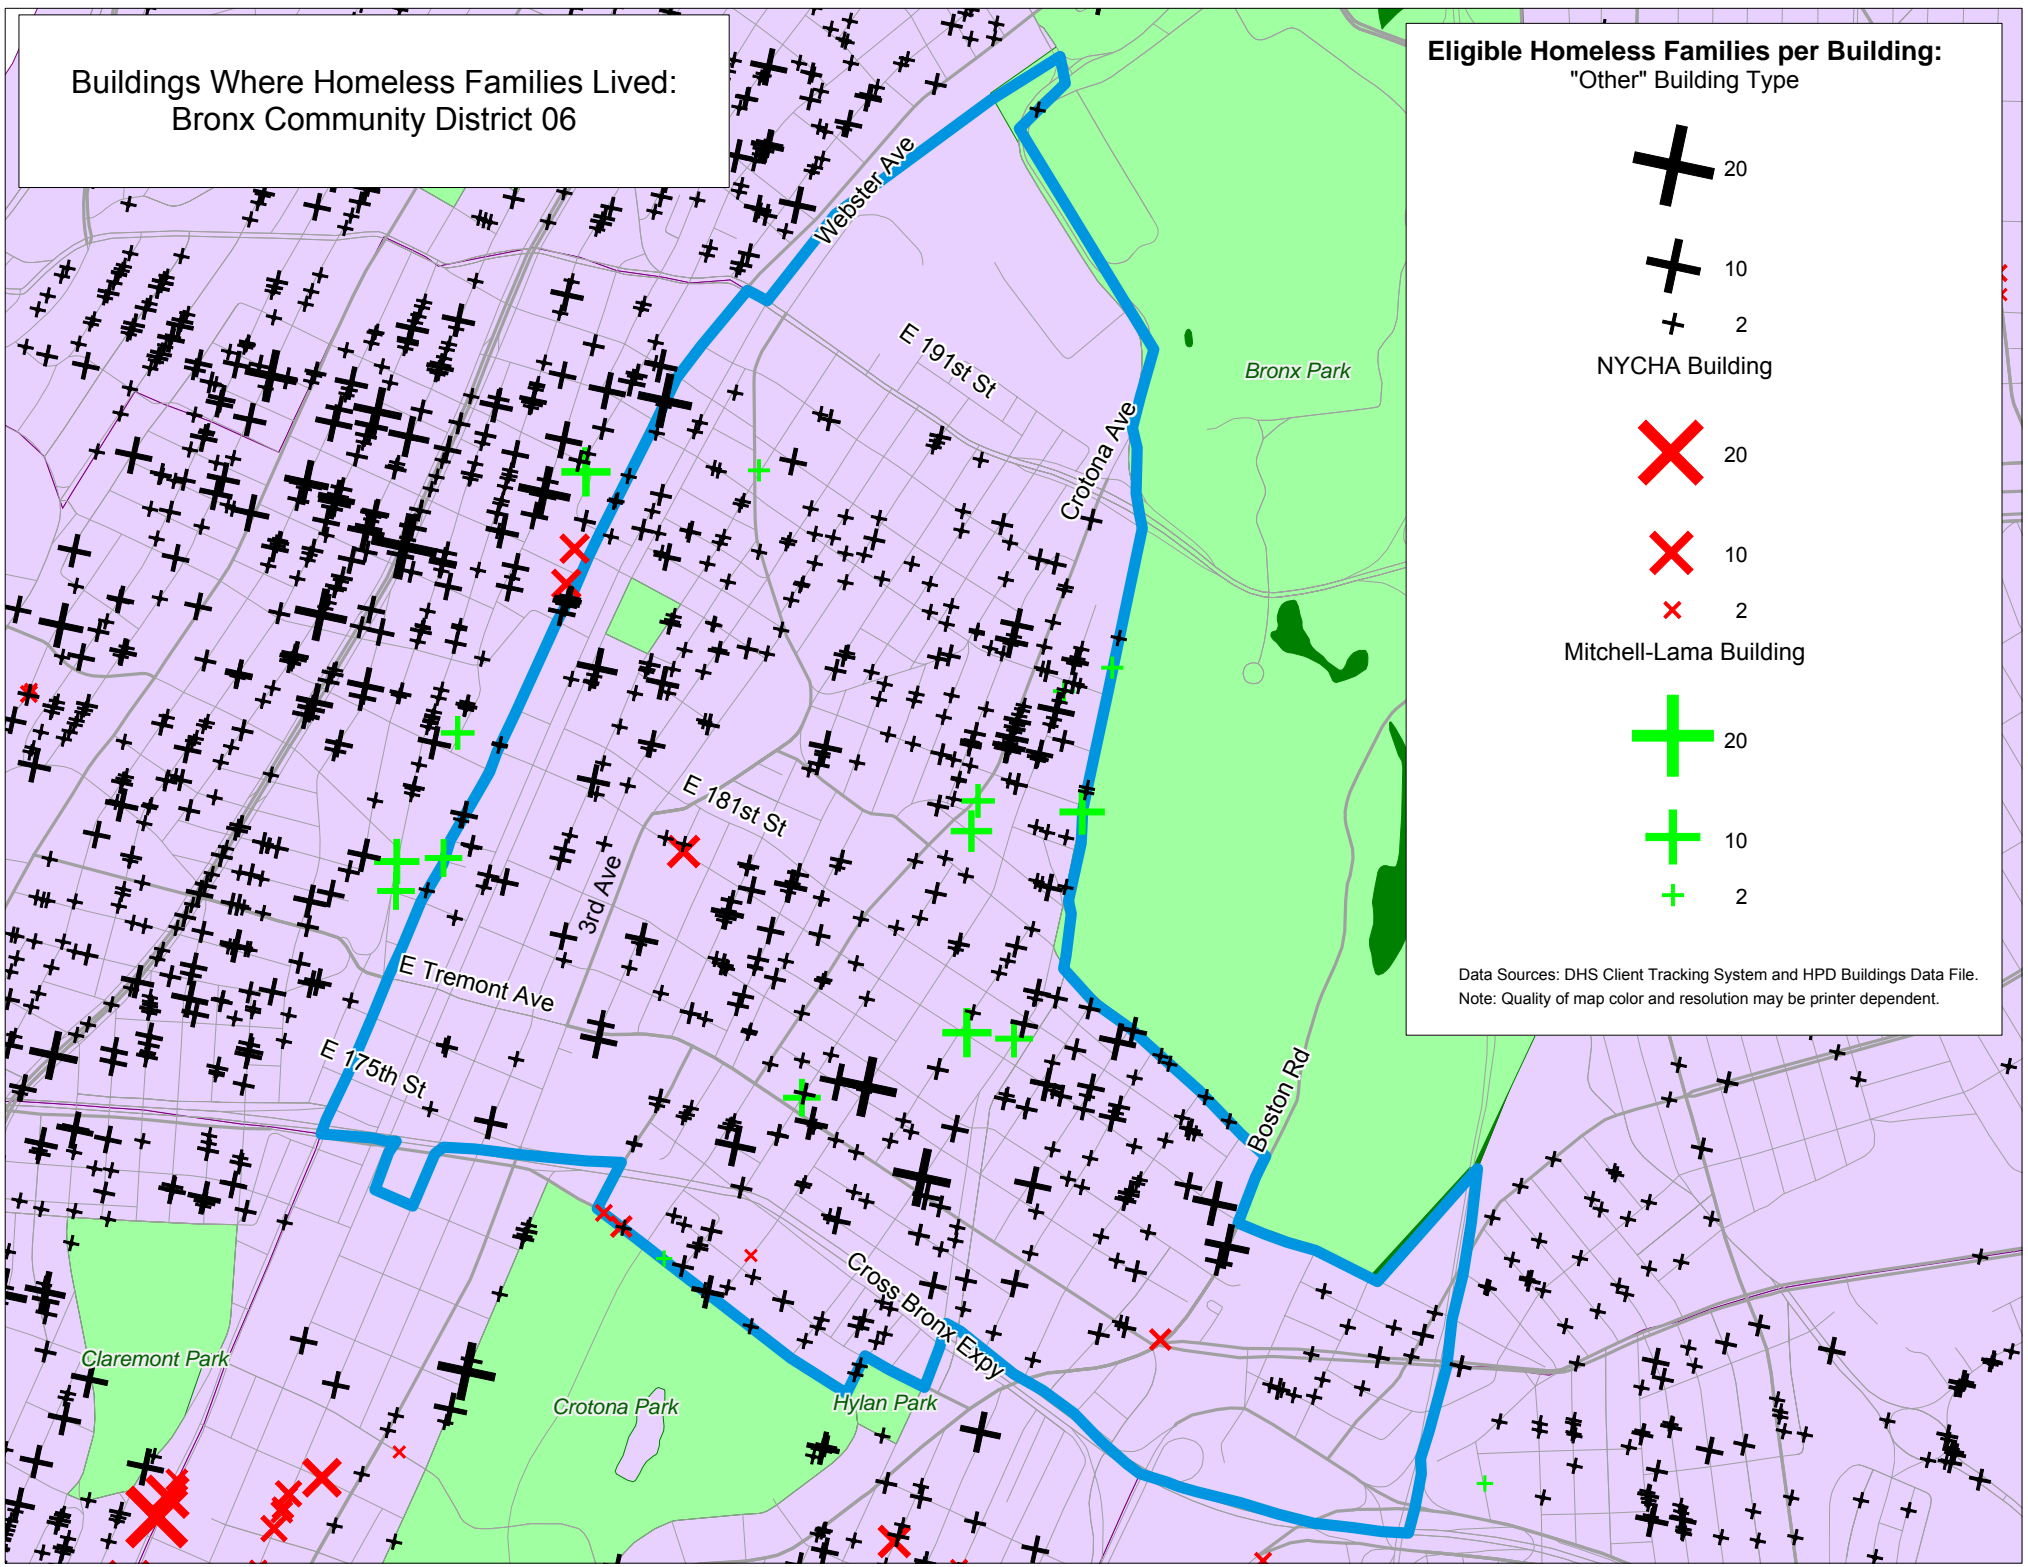 Buildings Where Homeless Families Lived:
Bronx Community District 06
Eligible Homeless Families per Building:
"Other" Building Type
20
10
2
NYCHA Building
20
10
2
Mitchell-Lama Building
20
10
2
Data Sources: DHS Client Tracking System and HPD Buildings Data File.
Note: Quality of map color and resolution may be printer dependent.
Webster Ave
E 191st St
Bronx Park
Crotona Ave
E 181st St
3rd Ave
E Tremont Ave
E 175th St
Boston Rd
Cross Bronx Expy
Claremont Park
Crotona Park
Hylan Park